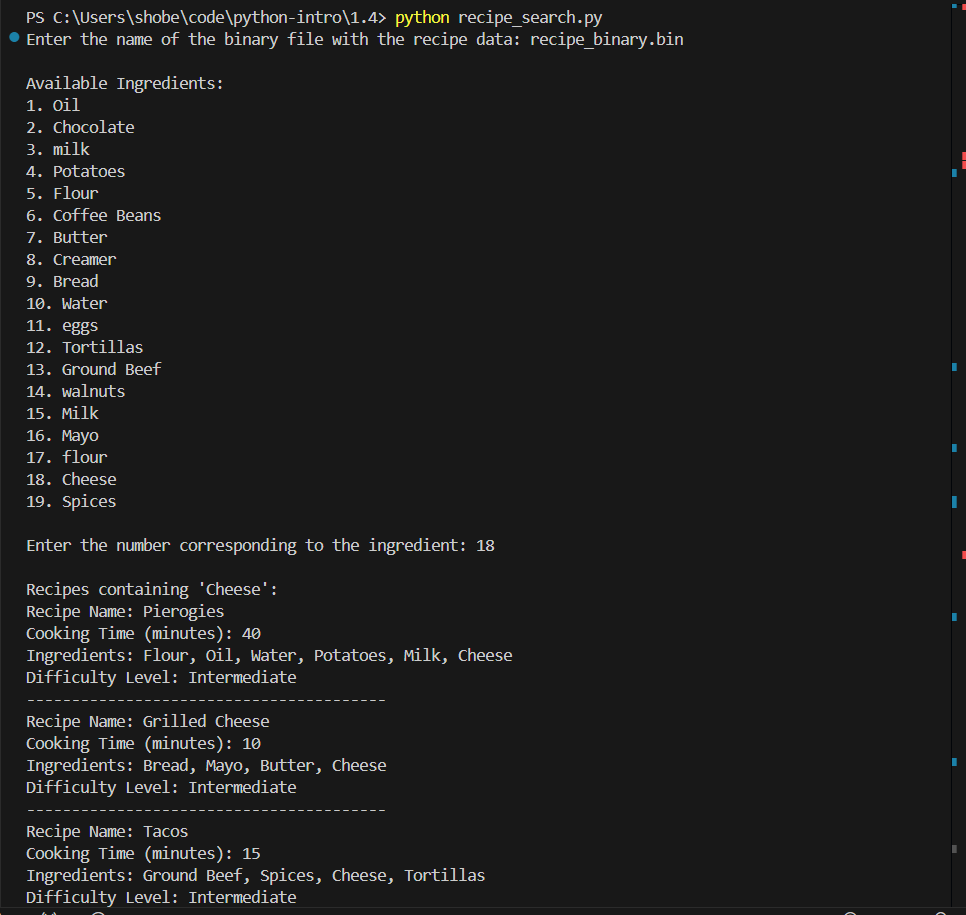 PS C:\Users\shobe\code\python-intro\1.4> python recipe_search.py
Enter the name of the binary file with the recipe data: recipe_binary.bin
Available Ingredients:
1. Oil
2. Chocolate
3. milk
4. Potatoes
5. Flour
6. Coffee Beans
7. Butter
8. Creamer
9. Bread
10. Water
11. eggs
12. Tortillas
13. Ground Beef
14. walnuts
15. Milk
16. Mayo
17. flour
18. Cheese
19. Spices
Enter the number corresponding to the ingredient: 18
Recipes containing 'Cheese':
Recipe Name: Pierogies
Cooking Time (minutes): 40
Ingredients: Flour, Oil, Water, Potatoes, Milk, Cheese
Difficulty Level: Intermediate
----------------------------------------
Recipe Name: Grilled Cheese
Cooking Time (minutes): 10
Ingredients: Bread, Mayo, Butter, Cheese
Difficulty Level: Intermediate
----------------------------------------
Recipe Name: Tacos
Cooking Time (minutes): 15
Ingredients: Ground Beef, Spices, Cheese, Tortillas
Difficulty Level: Intermediate